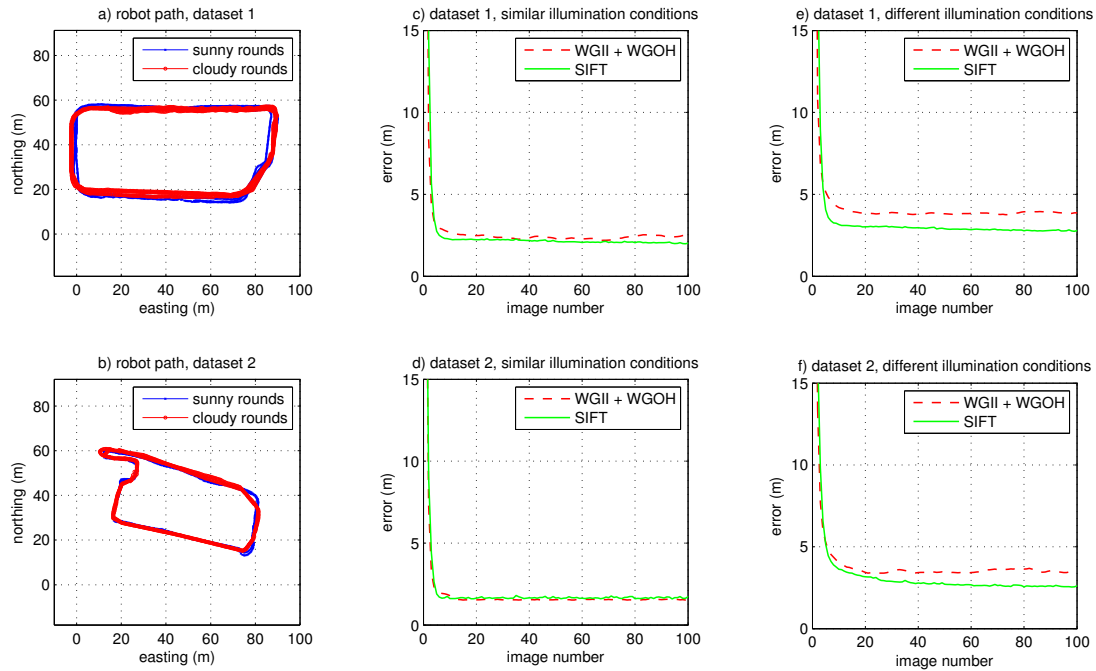 a) robot path, dataset 1
sunny rounds
cloudy rounds
80
60
40
20
0
northing (m)
0 20 40 60 80 100
easting (m)
c) dataset 1, similar illumination conditions
WGII + WGOH
SIFT
15
10
5
0
error (m)
0 20 40 60 80 100
image number
e) dataset 1, different illumination conditions
WGII + WGOH
SIFT
15
10
5
0
error (m)
0 20 40 60 80 100
image number
b) robot path, dataset 2
sunny rounds
cloudy rounds
80
60
40
20
0
northing (m)
0 20 40 60 80 100
easting (m)
d) dataset 2, similar illumination conditions
WGII + WGOH
SIFT
15
10
5
0
error (m)
0 20 40 60 80 100
image number
f) dataset 2, different illumination conditions
WGII + WGOH
SIFT
15
10
5
0
error (m)
0 20 40 60 80 100
image number